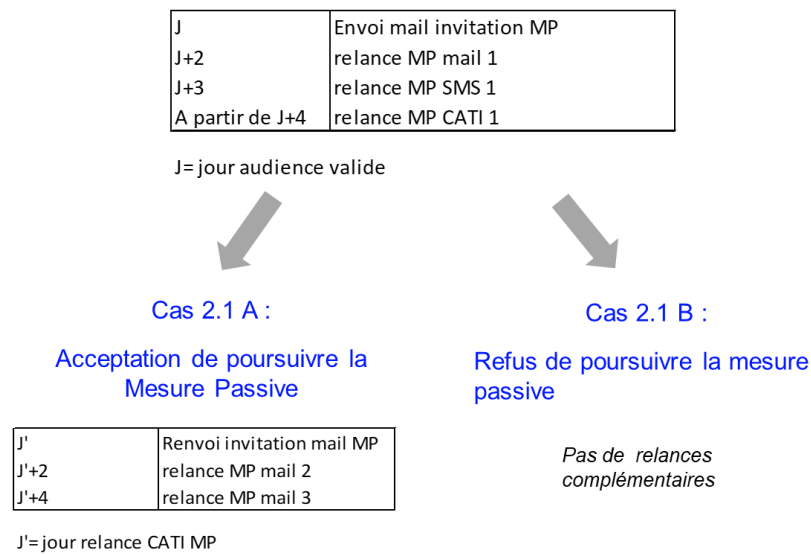 J Envoi mail invitation MP
J+2 relance MP mail 1
J+3 relance MP SMS 1
A partir de J+4 relance MP CATI 1
J= jour audience valide
Cas 2.1 A :
Acceptation de poursuivre la
Mesure Passive
J' Renvoi invitation mail MP
J'+2 relance MP mail 2
J'+4 relance MP mail 3
J'= jour relance CATI MP
Cas 2.1 B :
Refus de poursuivre la mesure
passive
Pas de relances
complémentaires